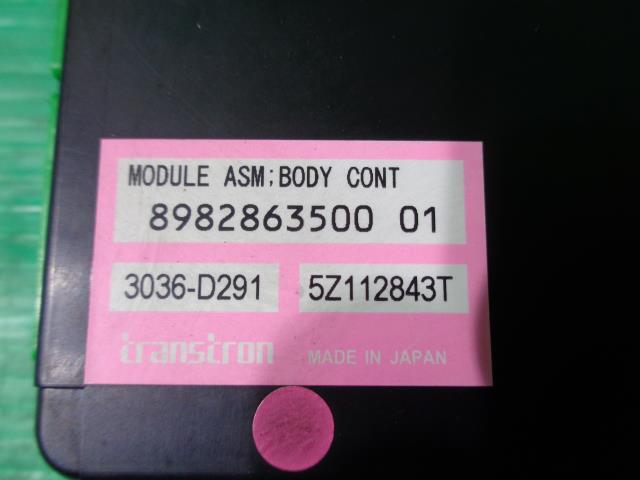 MODULE ASM;BODY CONT
8982863500 01
3036-D291 5Z112843T
transtron MADE IN JAPAN